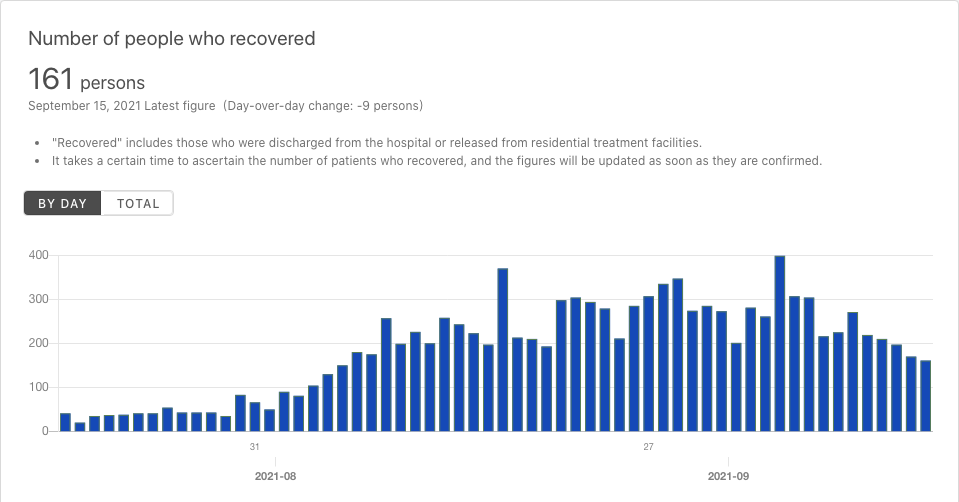 Number of people who recovered
161 persons
September 15, 2021 Latest figure (Day-over-day change: -9 persons)
• "Recovered" includes those who were discharged from the hospital or released from residential treatment facilities.
• It takes a certain time to ascertain the number of patients who recovered, and the figures will be updated as soon as they are confirmed.
BY DAY TOTAL
400
300
200
100
0
31 27
2021-08 2021-09